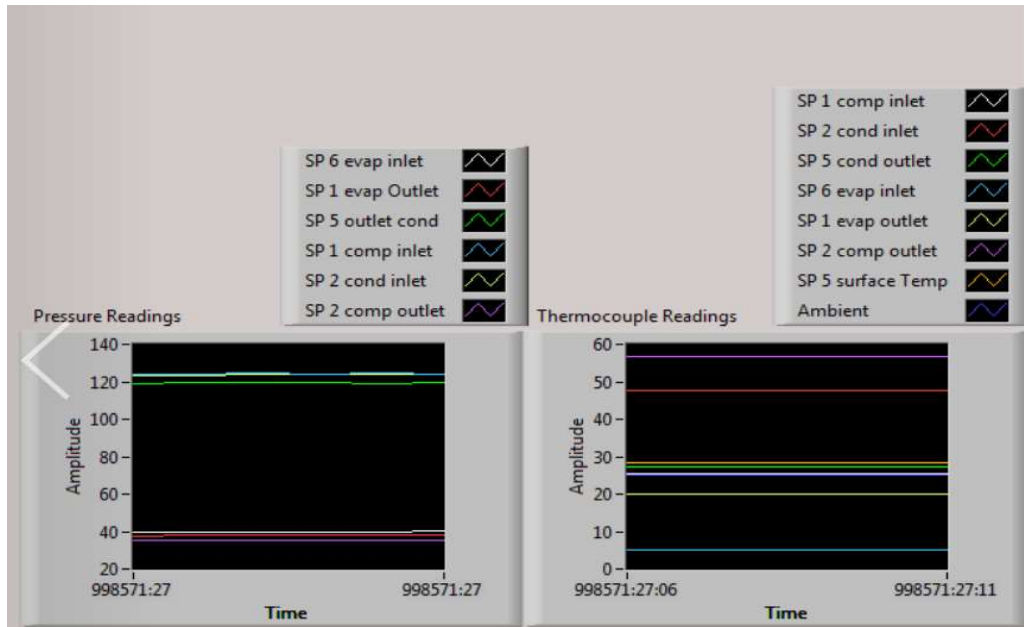 SP 1 comp inlet
SP 2 cond inlet
SP 5 cond outlet
SP 6 evap inlet
SP 1 evap outlet
SP 2 comp outlet
SP 5 surface Temp
Ambient
SP 6 evap inlet
SP 1 evap Outlet
SP 5 outlet cond
SP 1 comp inlet
SP 2 cond inlet
SP 2 comp outlet
Pressure Readings
140
120
100
80
60
40
20
Amplitude
998571:27
998571:27
Time
Thermocouple Readings
60
50
40
30
20
10
0
Amplitude
998571:27:06
998571:27:11
Time